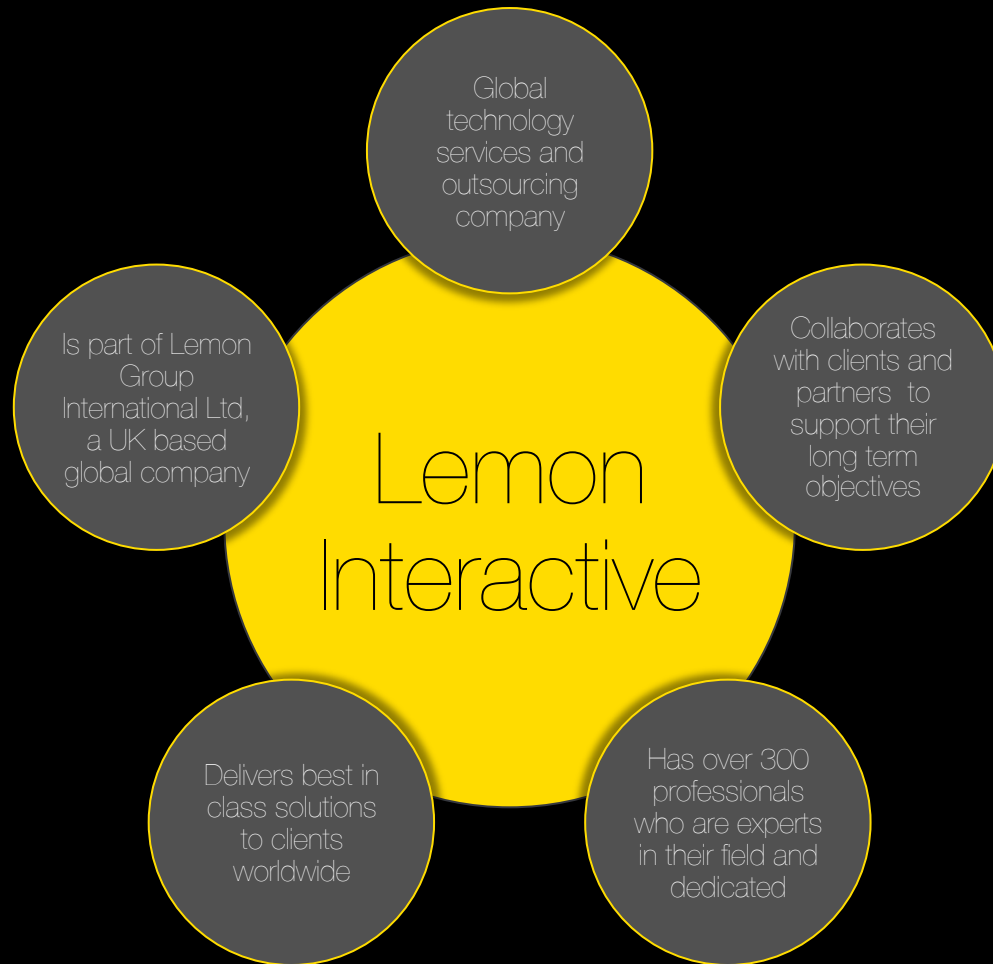 Global
technology
services and
outsourcing
company
Is part of Lemon
Group
International Ltd,
a UK based
global company
Collaborates
with clients and
partners to
support their
long term
objectives
Lemon
Interactive
Delivers best in
class solutions
to clients
worldwide
Has over 300
professionals
who are experts
in their field and
dedicated